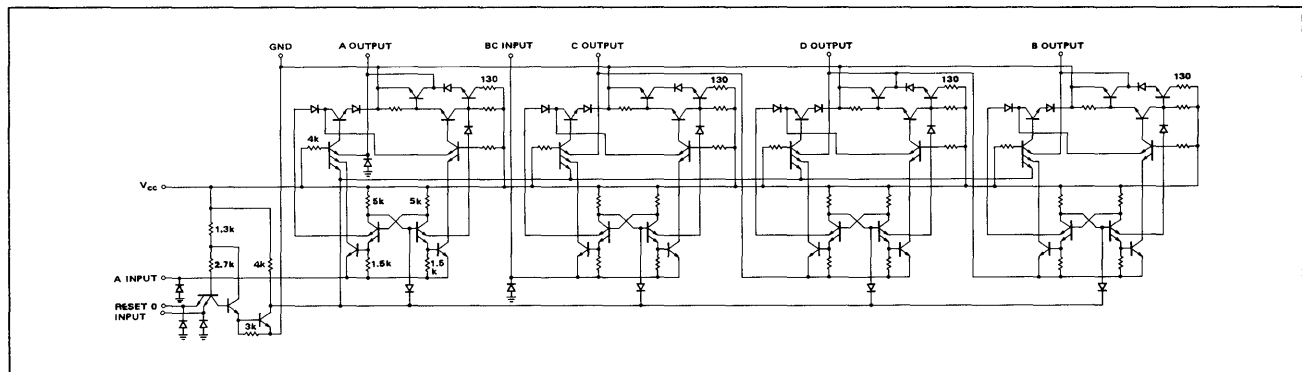 GND
A OUTPUT
BC INPUT
C OUTPUT
D OUTPUT
B OUTPUT
130
130
130
130
4k
VCC
5k
5k
1.3k
2.7k
4k
1.5k
1.5
k
A INPUT
RESET 0
INPUT
3k